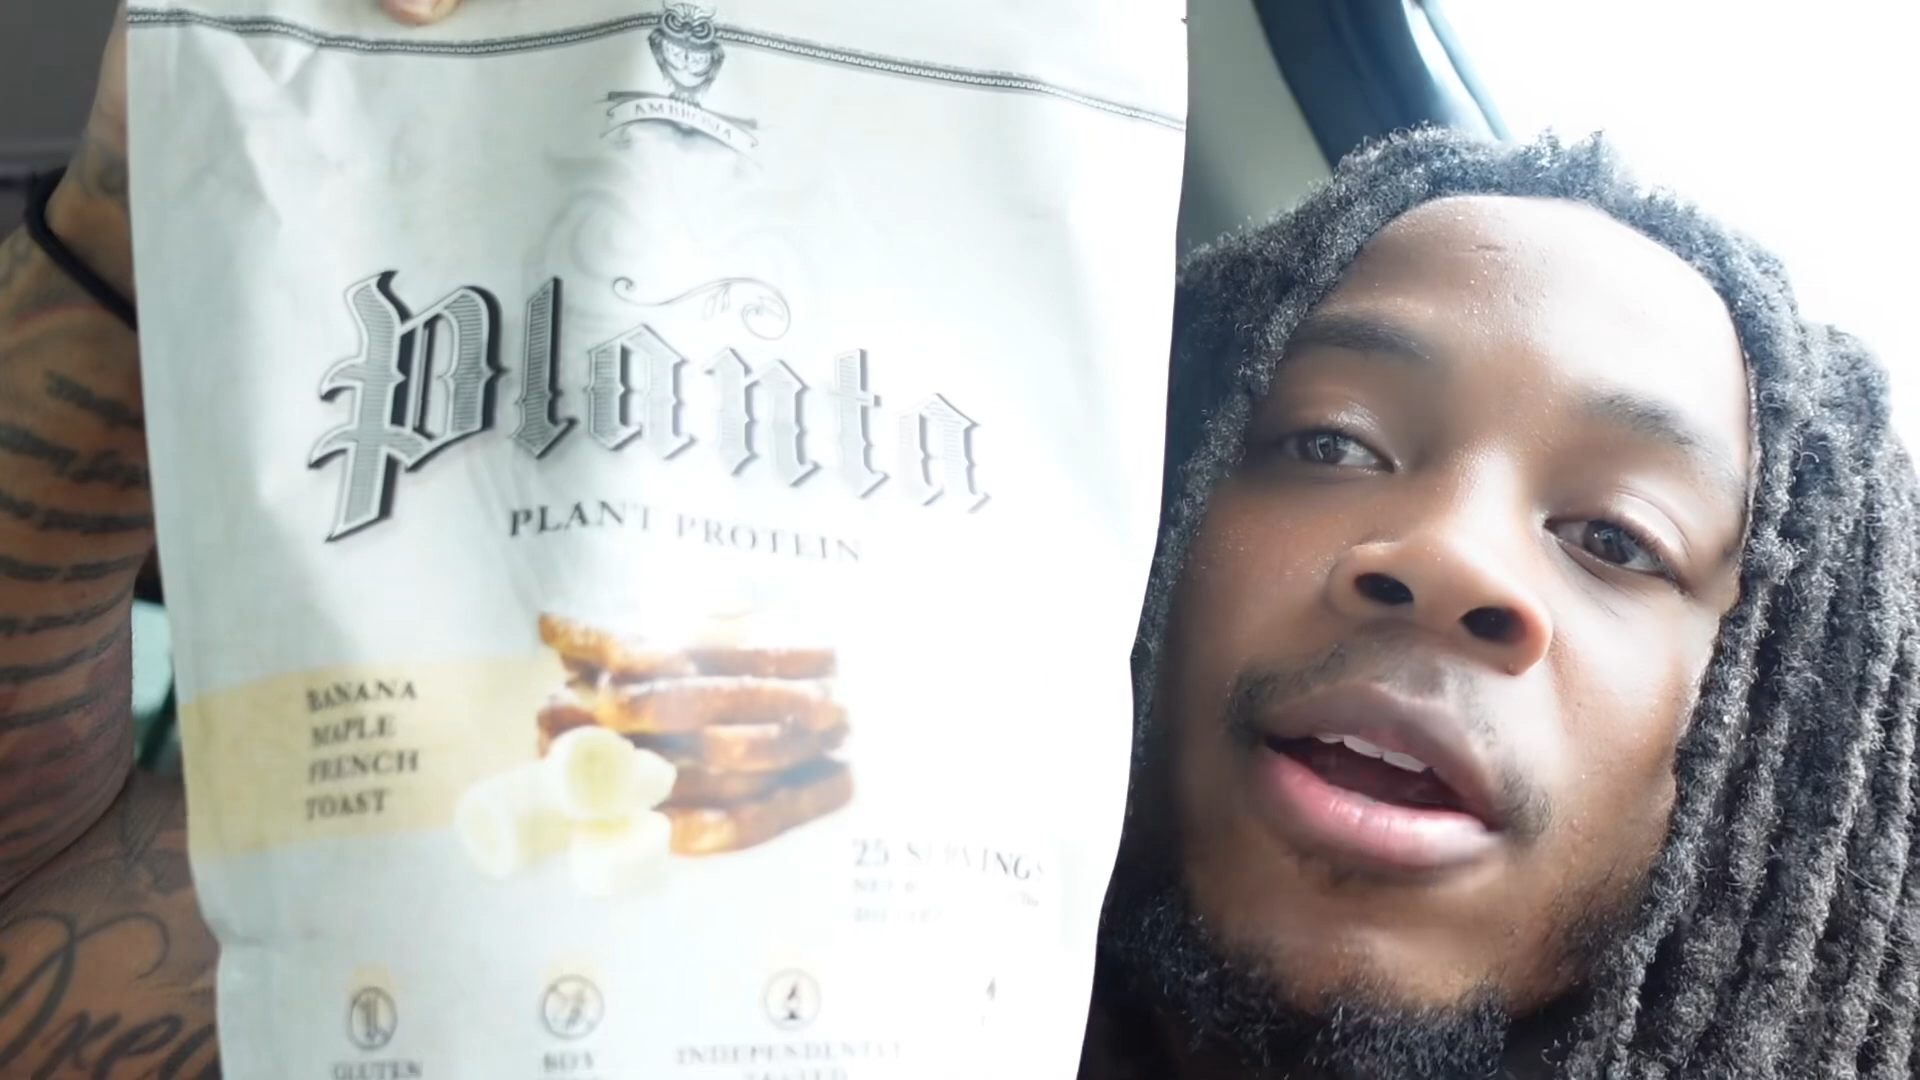 AMBROSIA
Planta
PLANT PROTEIN
BANANA
MAPLE
FRENCH
TOAST
25 SERVINGS
GLUTEN
SOY
INDEPENDENTLY
TESTED